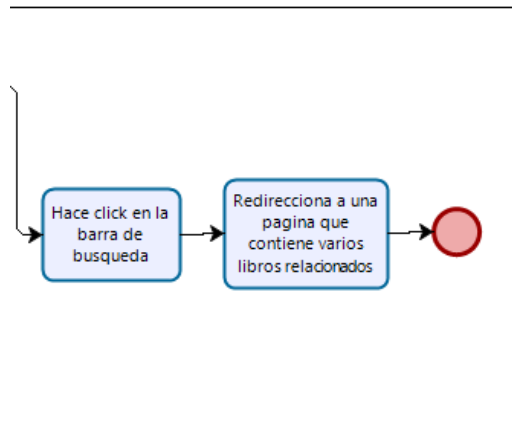 Hace click en la
barra de
busqueda
Redirecciona a una
pagina que
contiene varios
libros relacionados